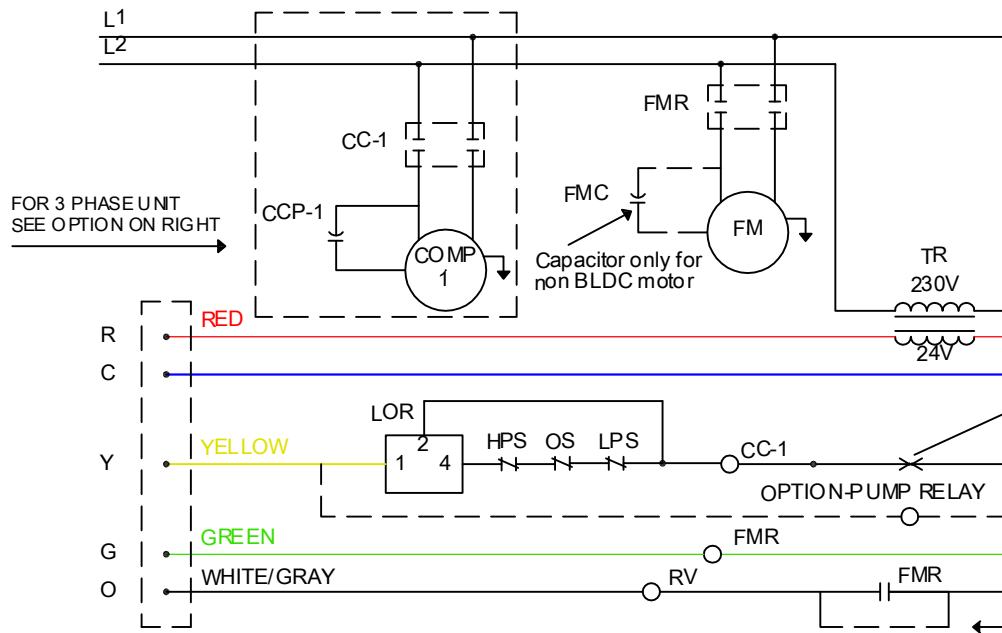 L1
L2
FMR
CC-1
FOR 3 PHASE UNIT
SEE OPTION ON RIGHT
CCP-1
FMC
COMP
1
FM
Capacitor only for
non BLDC motor
TR
230V
24V
R
RED
C
LOR
2
HPS
OS
LPS
Y
YELLOW
1
4
CC-1
OPTION-PUMP RELAY
G
GREEN
FMR
O
WHITE/GRAY
RV
FMR